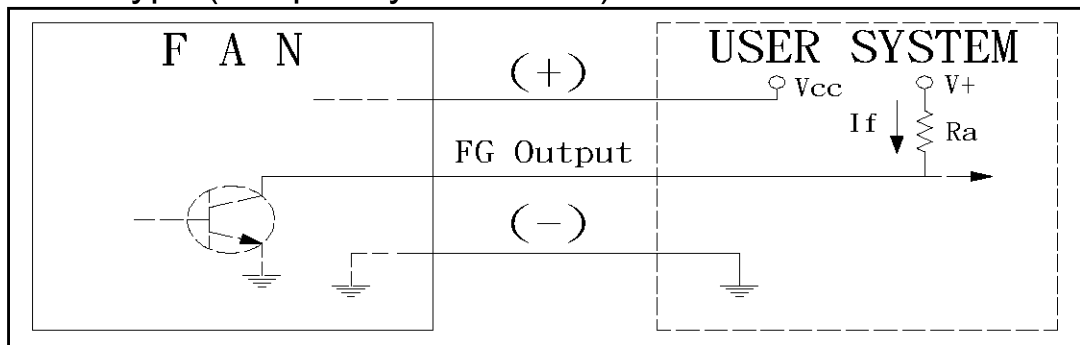 F A N
USER SYSTEM
(+)
Vcc
V+
If
Ra
FG Output
(-)